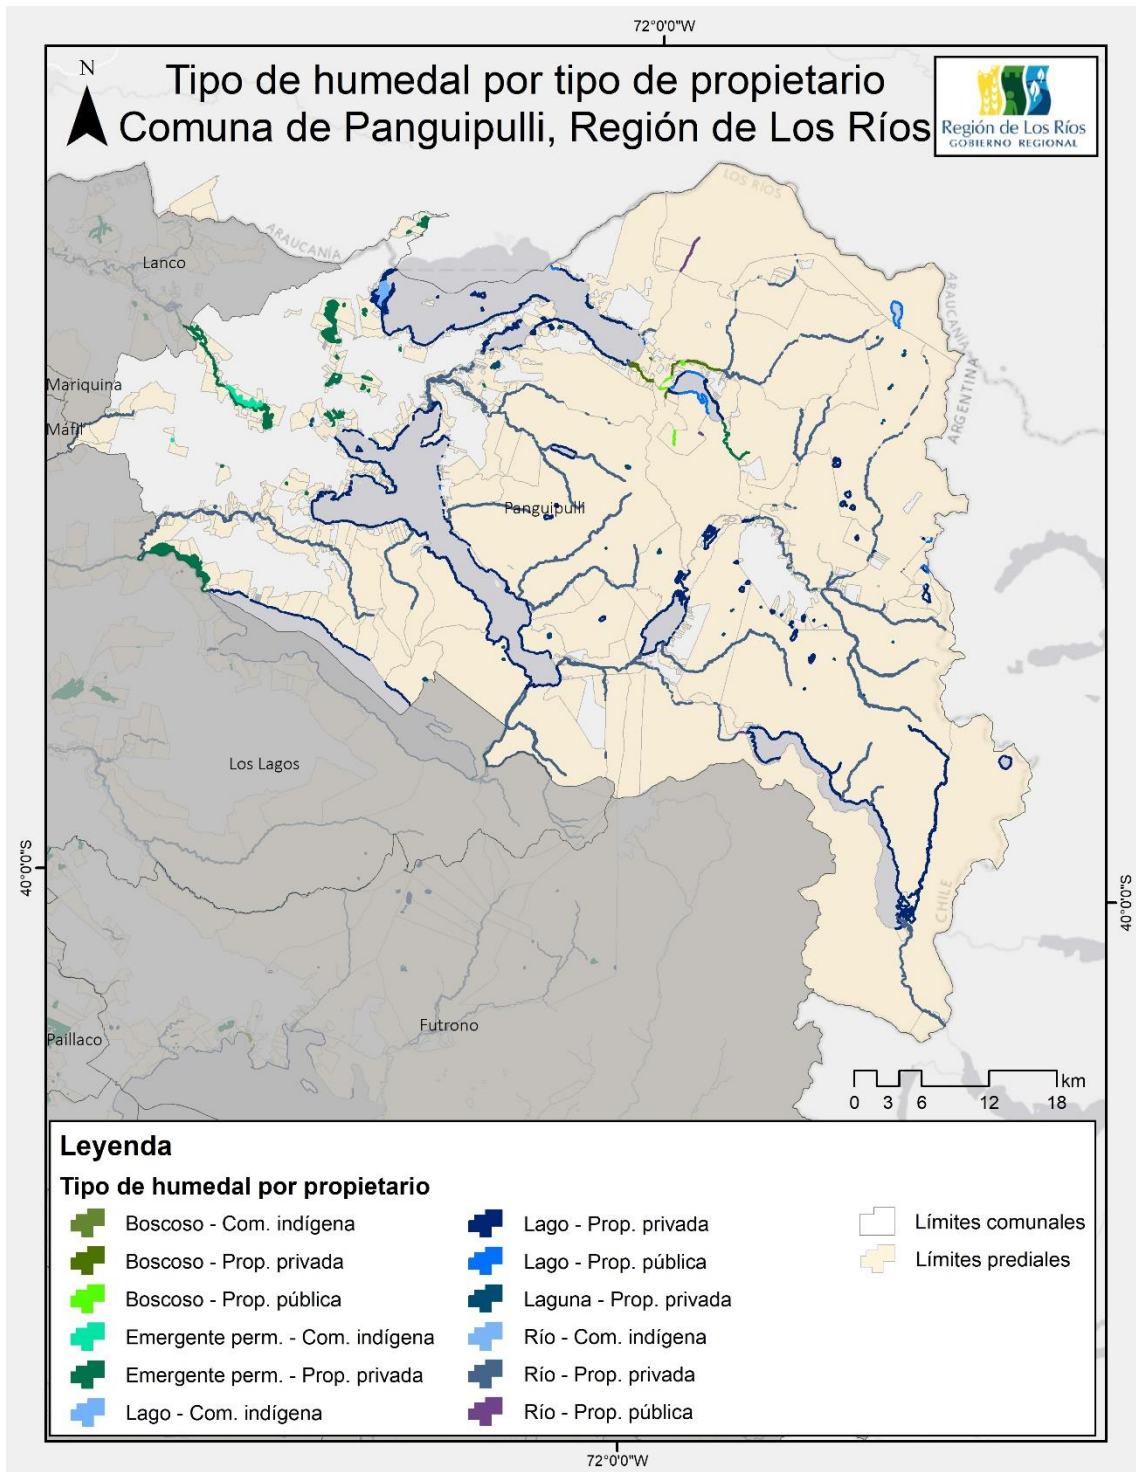 72°0'0"W
N
Tipo de humedal por tipo de propietario
Comuna de Panguipulli, Región de Los Ríos
Región de Los Ríos
GOBIERNO REGIONAL
LOS RÍOS
LOS RÍOS
ARAUCANÍA
Lanco
ARAUCANÍA
ARGENTINA
Mariquina
Máfil
Panguipulli
Los Lagos
40°0'0"S
40°0'0"S
CHILE
Futrono
Paillaco
km
0 3 6 12 18
Leyenda
Tipo de humedal por propietario
Boscoso - Com. indígena
Boscoso - Prop. privada
Boscoso - Prop. pública
Emergente perm. - Com. indígena
Emergente perm. - Prop. privada
Lago - Com. indígena
Lago - Prop. privada
Lago - Prop. pública
Laguna - Prop. privada
Río - Com. indígena
Río - Prop. privada
Río - Prop. pública
Límites comunales
Límites prediales
72°0'0"W